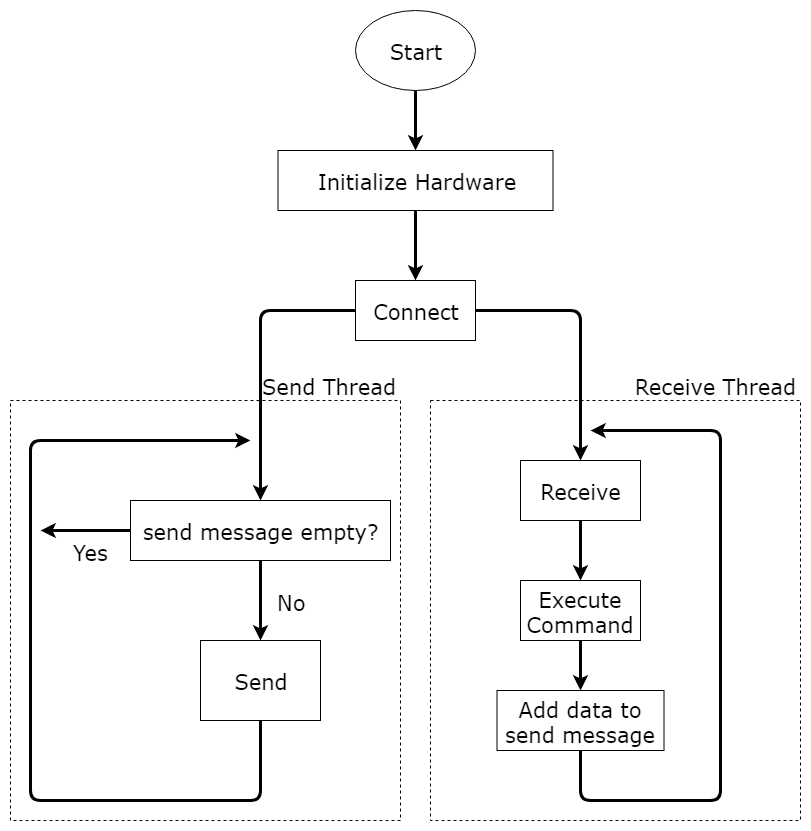 Start
Initialize Hardware
Connect
Send Thread
Receive Thread
send message empty?
Yes
No
Send
Receive
Execute
Command
Add data to
send message